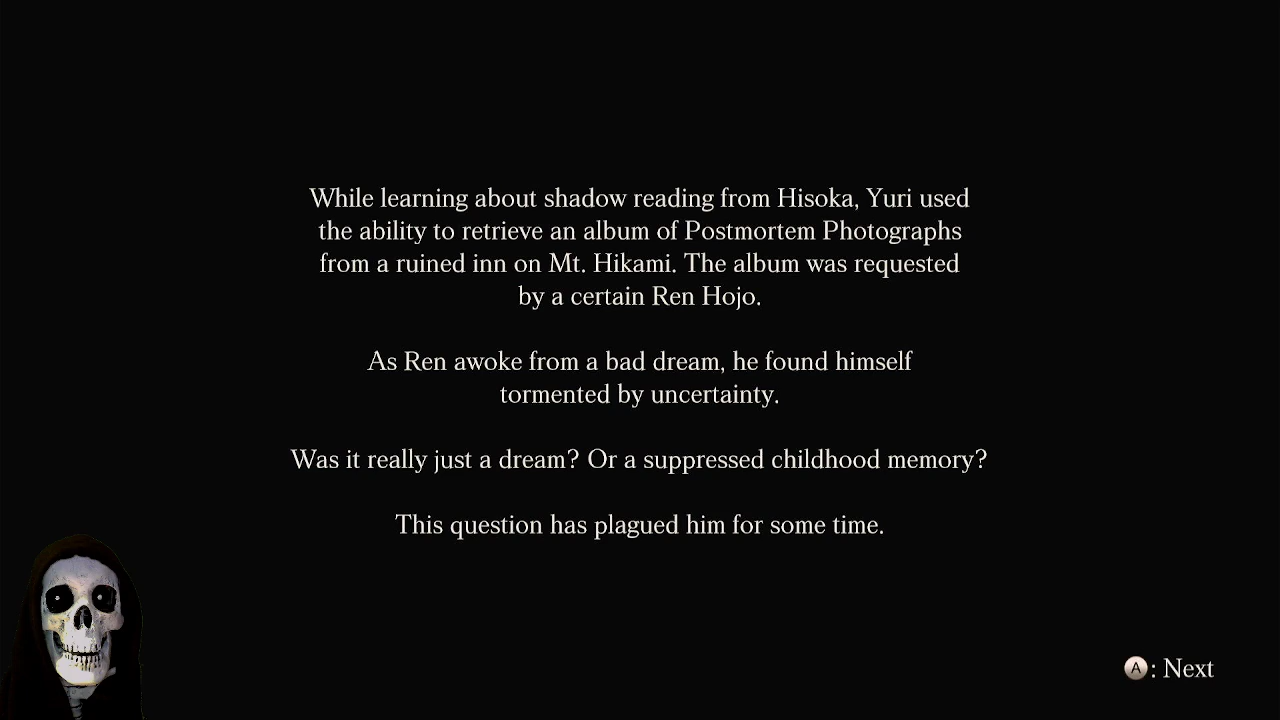 While learning about shadow reading from Hisoka, Yuri used
the ability to retrieve an album of Postmortem Photographs
from a ruined inn on Mt. Hikami. The album was requested
by a certain Ren Hojo.
As Ren awoke from a bad dream, he found himself
tormented by uncertainty.
Was it really just a dream? Or a suppressed childhood memory?
This question has plagued him for some time.
A : Next